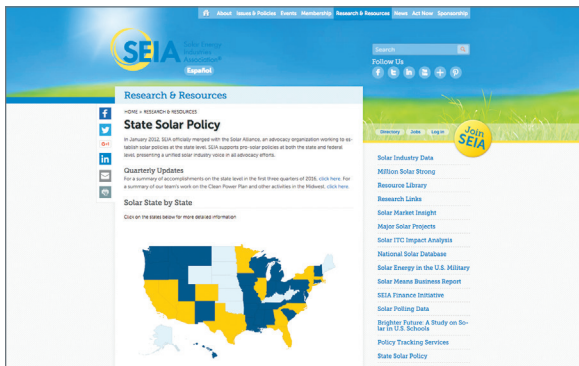 About Issues & Policies Events Membership Research & Resources News Act Now Sponsorship
SEIA Solar Energy
Industries
Association®
Español
Search
Follow Us
Research & Resources
HOME » RESEARCH & RESOURCES
State Solar Policy
In January 2012, SEIA officially merged with the Solar Alliance, an advocacy organization working to es-
tablish solar policies at the state level. SEIA supports pro-solar policies at both the state and federal
level, presenting a unified solar industry voice in all advocacy efforts.
Quarterly Updates
For a summary of accomplishments on the state level in the first three quarters of 2016, click here. For
a summary of our team's work on the Clean Power Plan and other activities in the Midwest, click here.
Solar State by State
Click on the states below for more detailed information
Directory Jobs Log in
Join
SEIA
Solar Industry Data
Million Solar Strong
Resource Library
Research Links
Solar Market Insight
Major Solar Projects
Solar ITC Impact Analysis
National Solar Database
Solar Energy in the U.S. Military
Solar Means Business Report
SEIA Finance Initiative
Solar Polling Data
Brighter Future: A Study on So-
lar in U.S. Schools
Policy Tracking Services
State Solar Policy